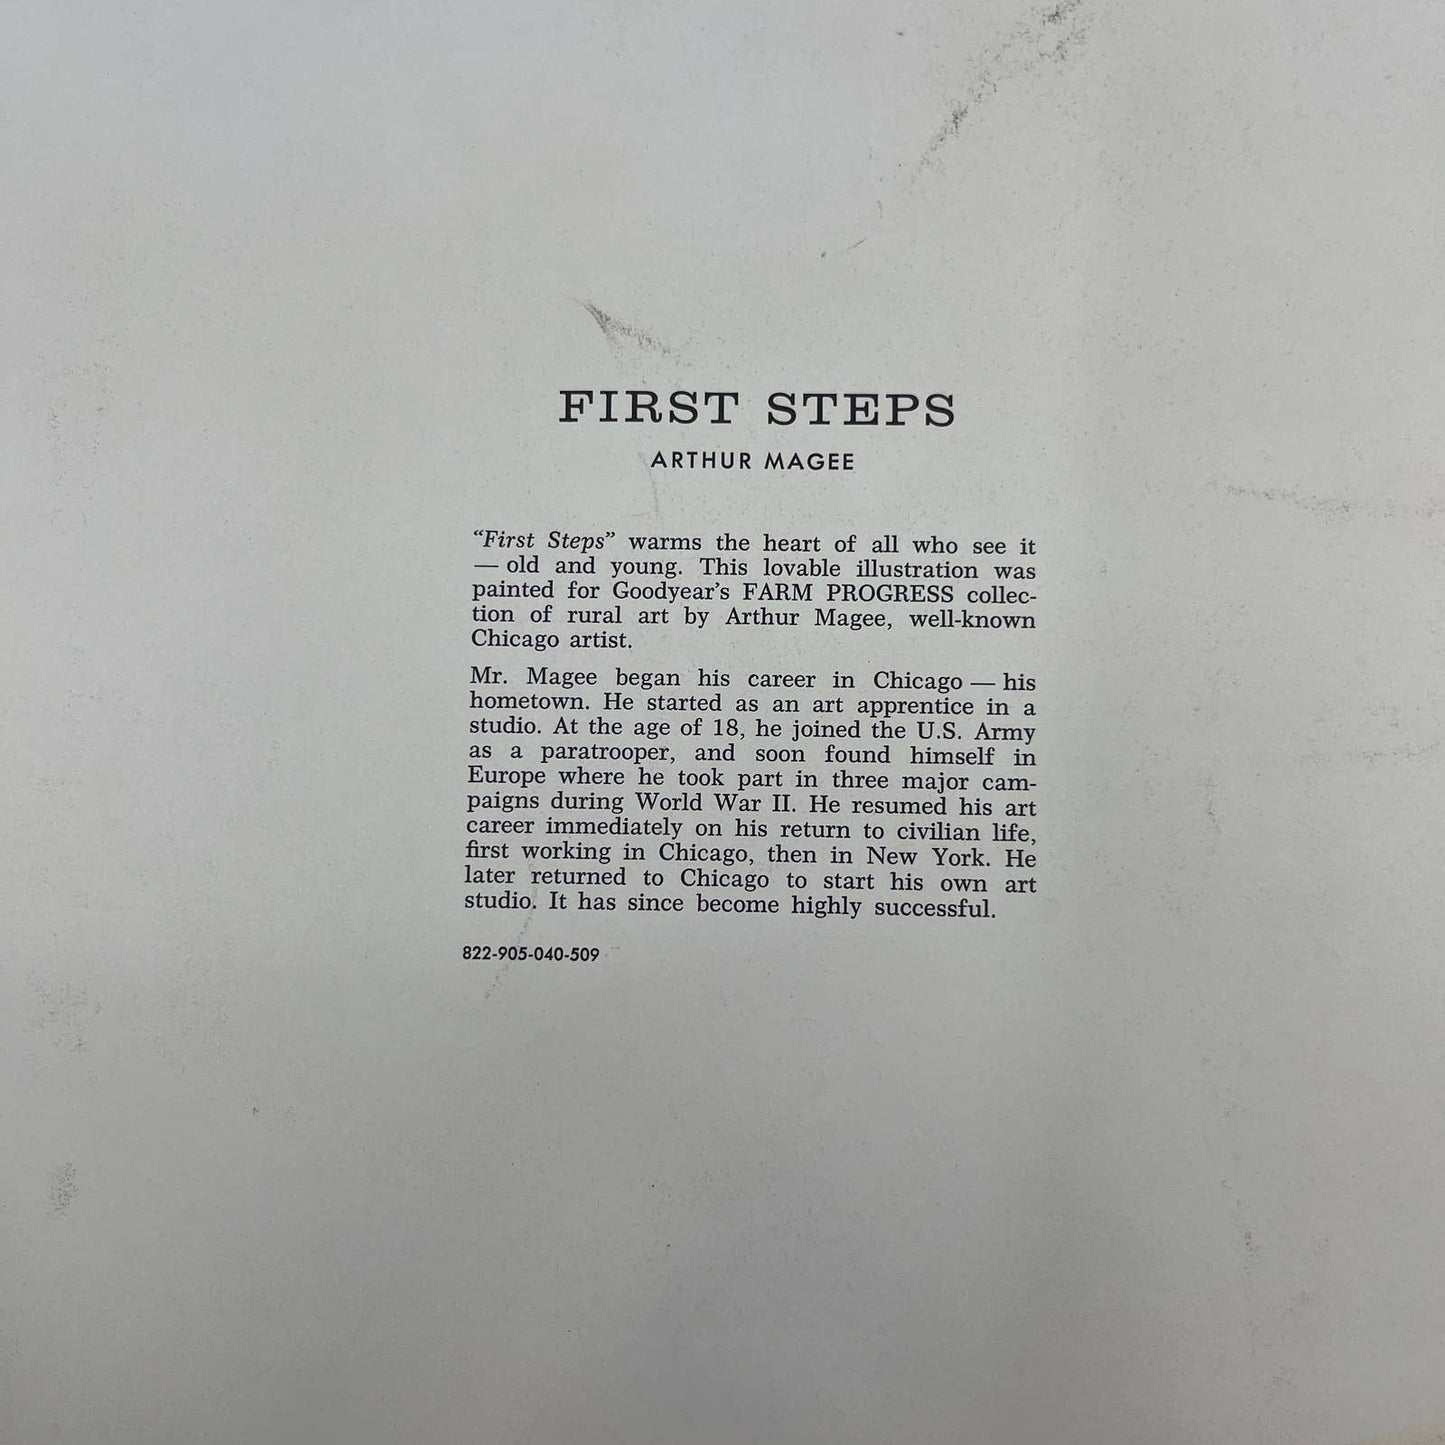 FIRST STEPS
ARTHUR MAGEE
“First Steps” warms the heart of all who see it
— old and young. This lovable illustration was
painted for Goodyear’s FARM PROGRESS collec-
tion of rural art by Arthur Magee, well-known
Chicago artist.
Mr. Magee began his career in Chicago — his
hometown. He started as an art apprentice in a
studio. At the age of 18, he joined the U.S. Army
as a paratrooper, and soon found himself in
Europe where he took part in three major cam-
paigns during World War II. He resumed his art
career immediately on his return to civilian life,
first working in Chicago, then in New York. He
later returned to Chicago to start his own art
studio. It has since become highly successful.
822-905-040-509